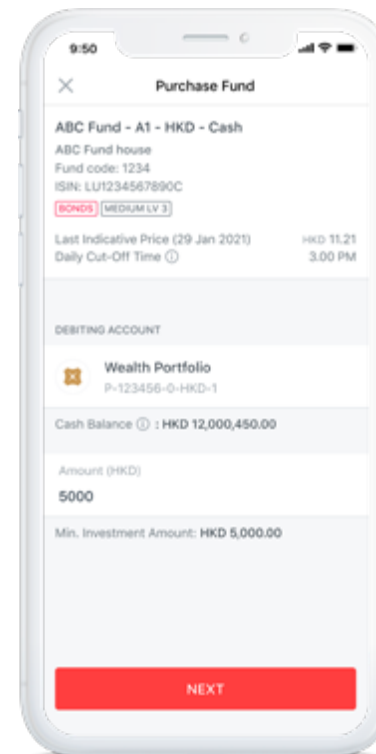 9:50
Purchase Fund
ABC Fund - A1 - HKD - Cash
ABC Fund house
Fund code: 1234
ISIN: LU1234567890C
BONDS MEDIUM LV 3
Last Indicative Price (29 Jan 2021) HKD 11.21
Daily Cut-Off Time ⓘ 3.00 PM
DEBITING ACCOUNT
Wealth Portfolio
P-123456-0-HKD-1
Cash Balance ⓘ : HKD 12,000,450.00
Amount (HKD)
5000
Min. Investment Amount: HKD 5,000.00
NEXT